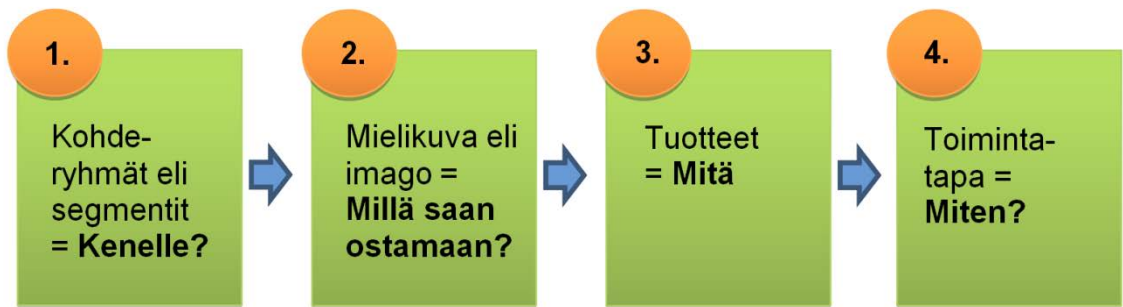 1.
Kohde-
ryhmät eli
segmentit
= Kenelle?
2.
Mielikuva eli
imago =
Millä saan
ostamaan?
3.
Tuotteet
= Mitä
4.
Toiminta-
tapa =
Miten?